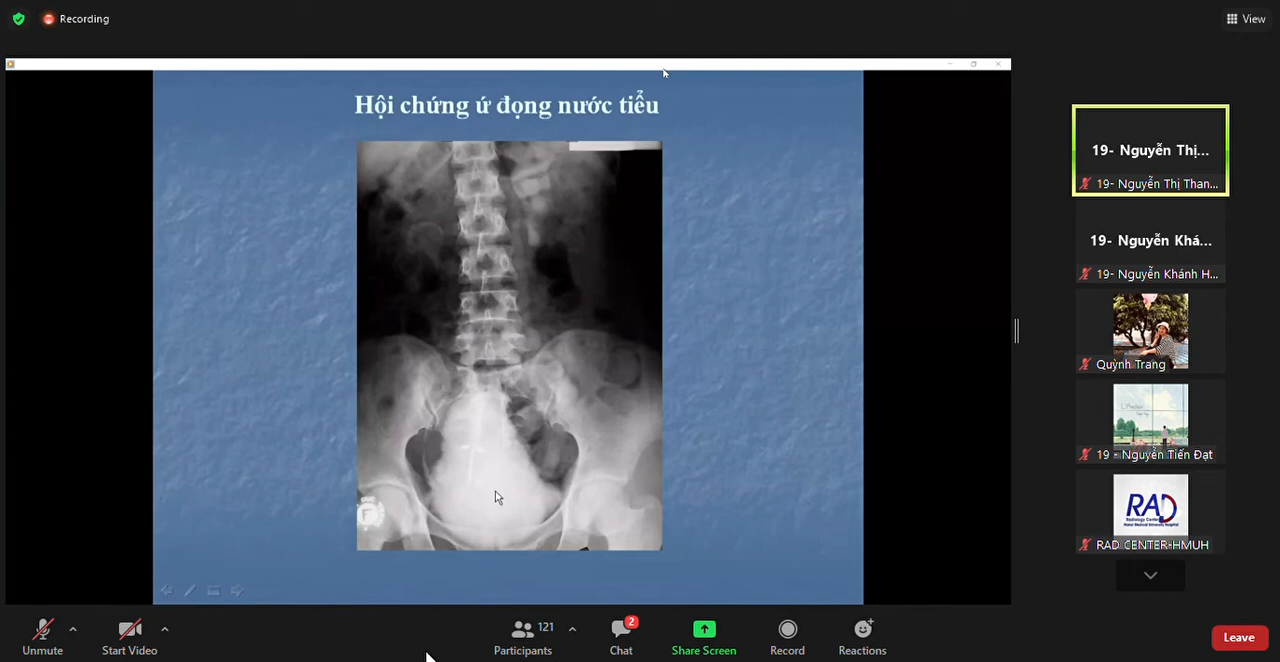 Recording
View
Hội chứng ứ đọng nước tiểu
F
19- Nguyễn Thị...
19- Nguyễn Thị Than...
19- Nguyễn Khá...
19- Nguyễn Khánh H...
Quỳnh Trang
19 - Nguyễn Tiến Đạt
RAD
RAD CENTER-HMUH
Unmute
Start Video
121
Participants
2
Chat
Share Screen
Record
Reactions
Leave